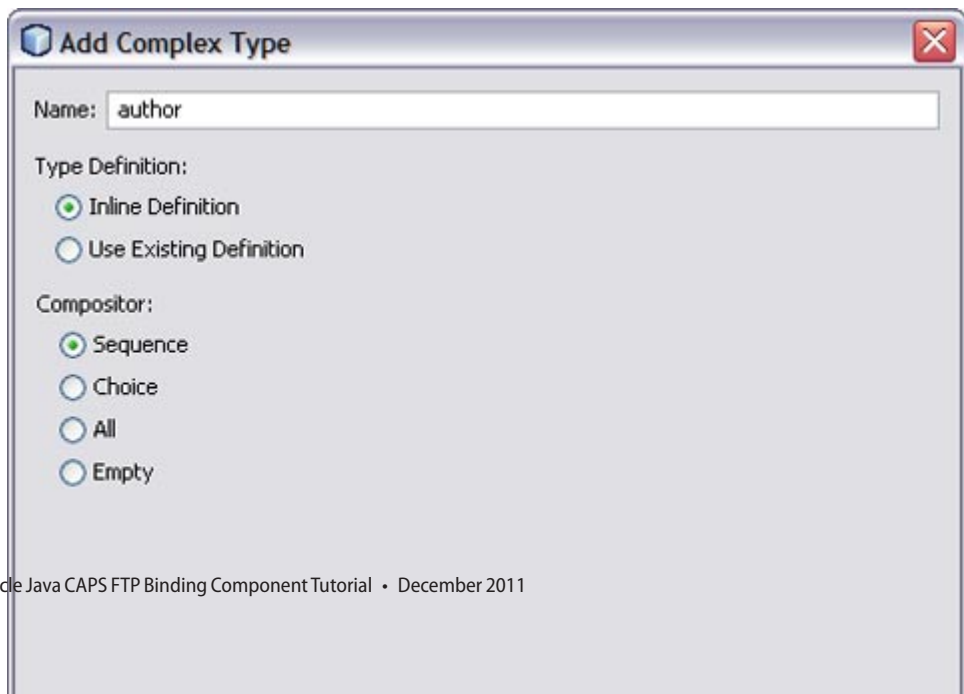 Add Complex Type
Name: author
Type Definition:
Inline Definition
Use Existing Definition
Compositor:
Sequence
Choice
All
Empty
Java CAPS FTP Binding Component Tutorial • December 2011